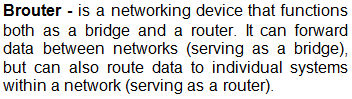 Brouter - is a networking device that functions
both as a bridge and a router. It can forward
data between networks (serving as a bridge),
but can also route data to individual systems
within a network (serving as a router).